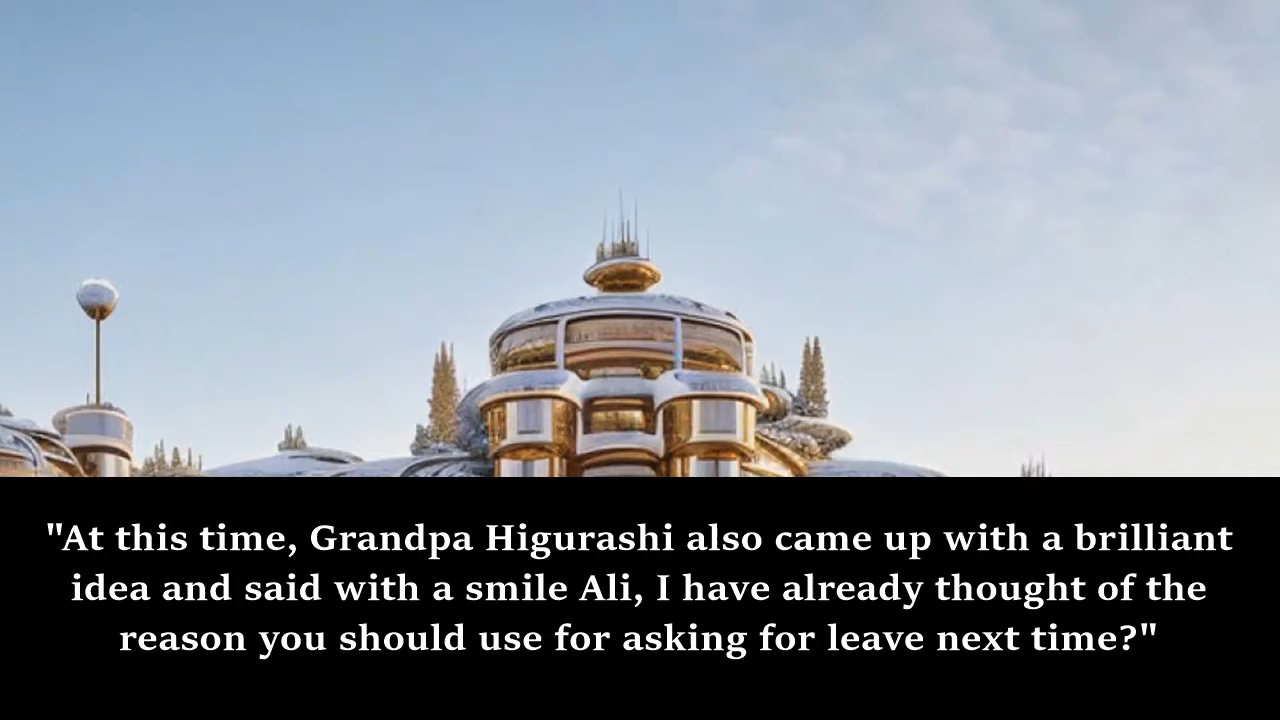 "At this time, Grandpa Higurashi also came up with a brilliant
idea and said with a smile Ali, I have already thought of the
reason you should use for asking for leave next time?"